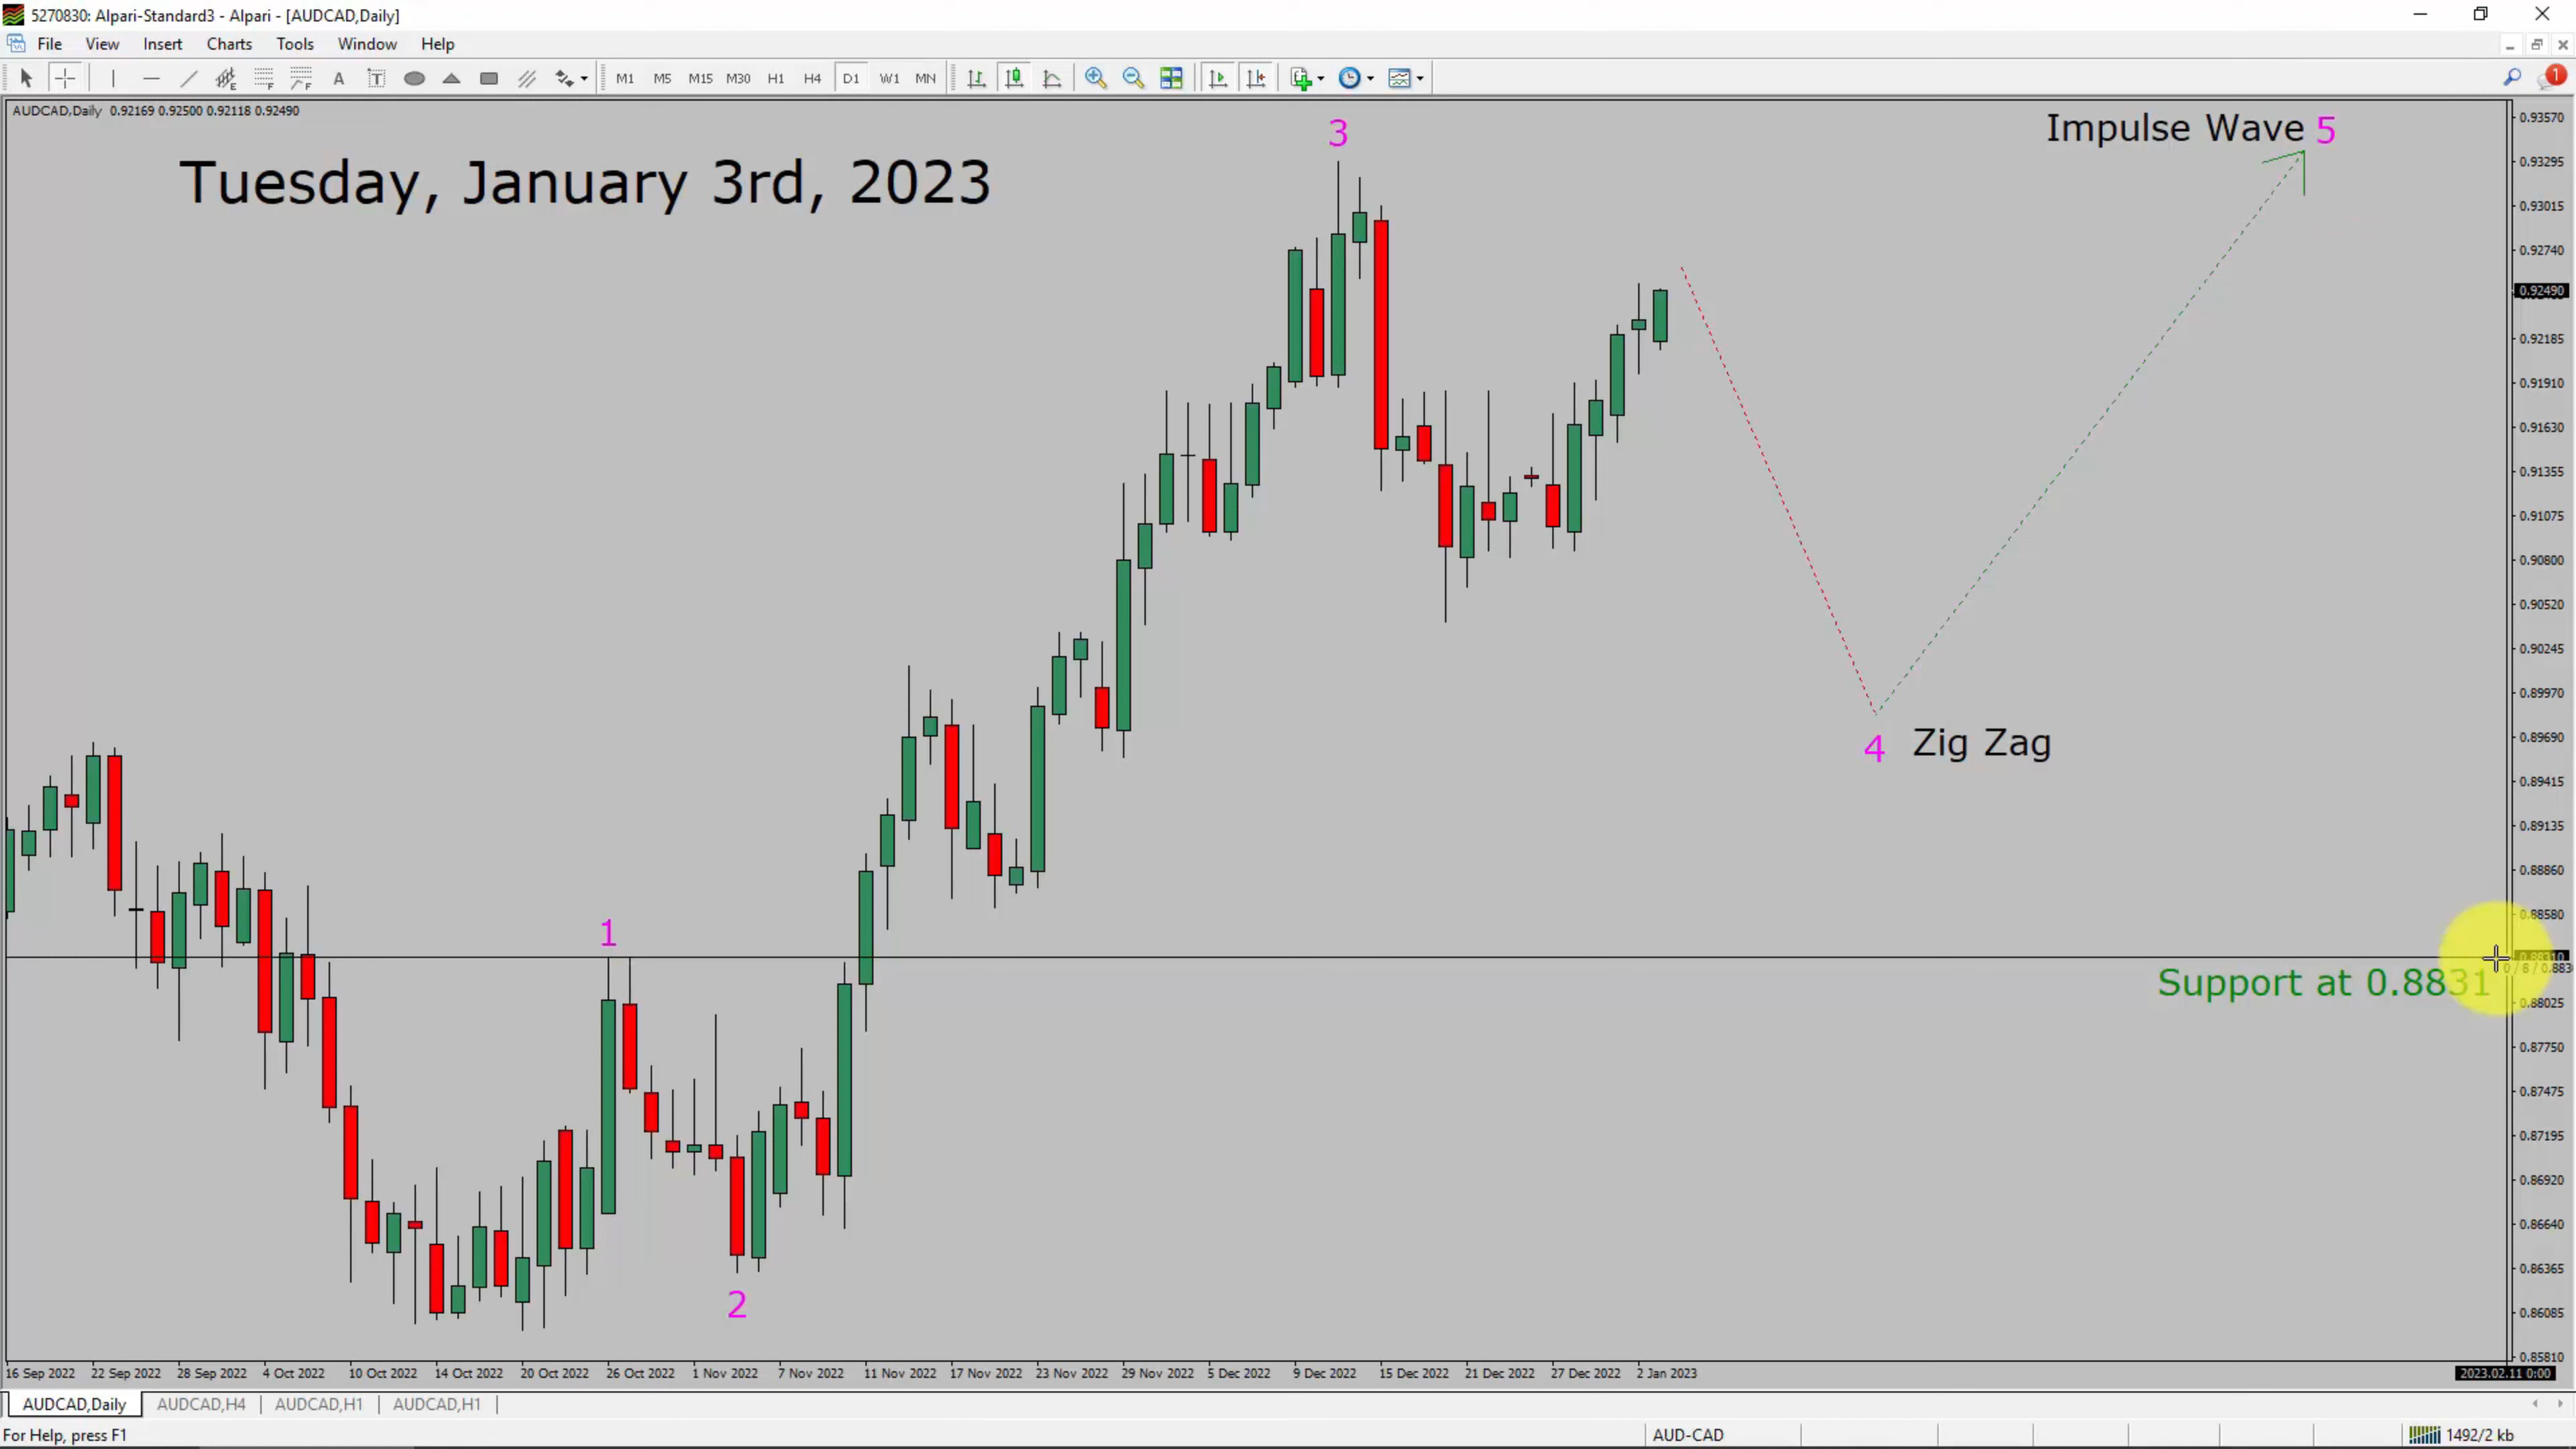 5270830: Alpari-Standard3 - Alpari - [AUDCAD,Daily]
File View Insert Charts Tools Window Help
A T M1 M5 M15 M30 H1 H4 D1 W1 MN 1
AUDCAD,Daily 0.92169 0.92500 0.92118 0.92490
Tuesday, January 3rd, 2023
3
Impulse Wave 5
0.93570
0.93295
0.93015
0.92740
0.92490
0.92185
0.91910
0.91630
0.91355
0.91075
0.90800
0.90520
0.90245
0.89970
4 Zig Zag
0.89690
0.89415
0.89135
0.88860
0.88580
1
Support at 0.8831
0.88025
0.87750
0.87475
0.87195
0.86920
0.86640
0.86365
2
0.86085
0.85810
16 Sep 2022 22 Sep 2022 28 Sep 2022 4 Oct 2022 10 Oct 2022 14 Oct 2022 20 Oct 2022 26 Oct 2022 1 Nov 2022 7 Nov 2022 11 Nov 2022 17 Nov 2022 23 Nov 2022 29 Nov 2022 5 Dec 2022 9 Dec 2022 15 Dec 2022 21 Dec 2022 27 Dec 2022 2 Jan 2023 2023.02.11 0:00
AUDCAD,Daily AUDCAD,H4 AUDCAD,H1 AUDCAD,H1
For Help, press F1 AUD-CAD 1492/2 kb